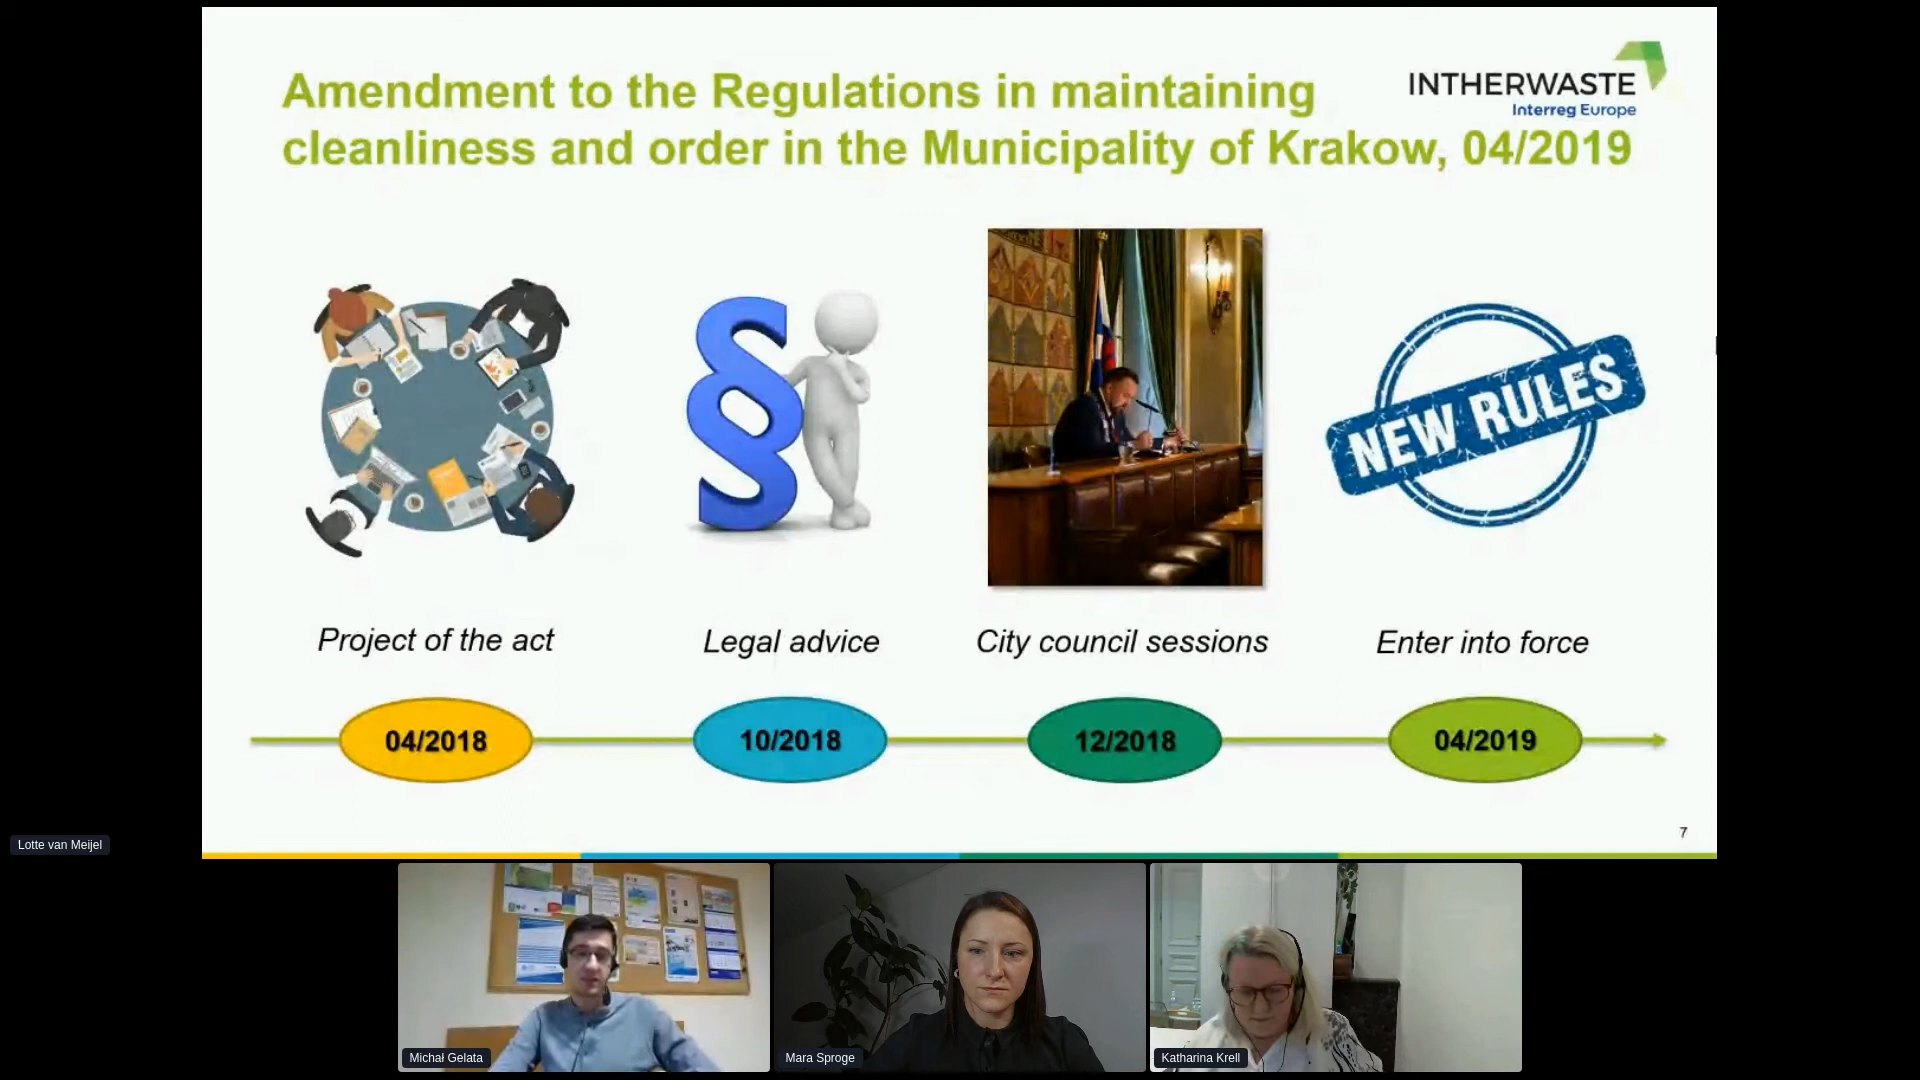 Amendment to the Regulations in maintaining
cleanliness and order in the Municipality of Krakow, 04/2019
INTHERWASTE
Interreg Europe
NEW RULES
Project of the act
Legal advice
City council sessions
Enter into force
04/2018
10/2018
12/2018
04/2019
7
Lotte van Meijel
Michał Gelata
Mara Sproge
Katharina Krell